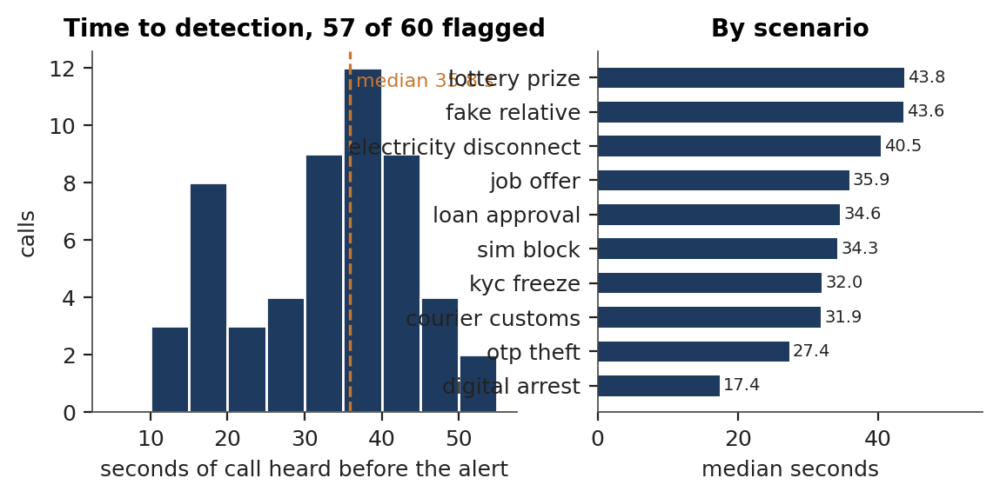 Time to detection, 57 of 60 flagged
calls
12
10
8
6
4
2
0
median 35.8 s
10 20 30 40 50
seconds of call heard before the alert
By scenario
lottery prize 43.8
fake relative 43.6
electricity disconnect 40.5
job offer 35.9
loan approval 34.6
sim block 34.3
kyc freeze 32.0
courier customs 31.9
otp theft 27.4
digital arrest 17.4
0 20 40
median seconds